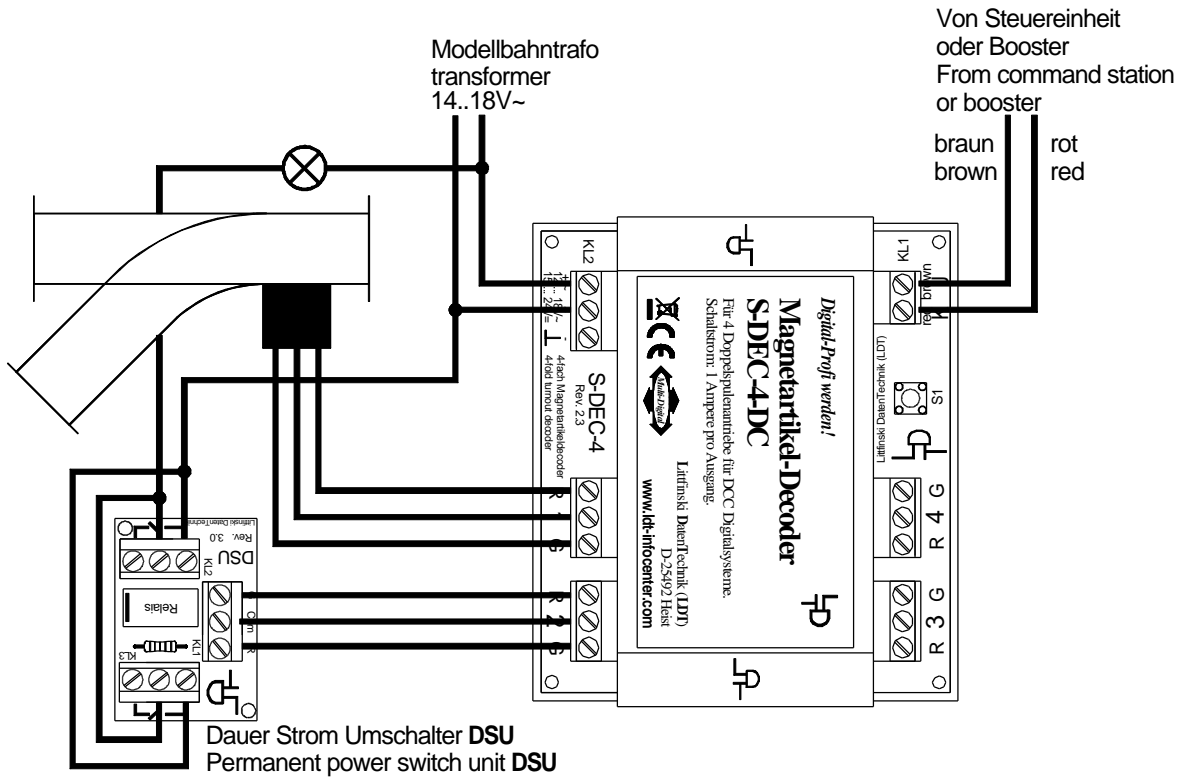 Modellbahntrafo
transformer
14..18V~
Von Steuereinheit
oder Booster
From command station
or booster
braun
brown
rot
red
KL2
KL1
brown
4-fach Magnetartikeldecoder
4-fold turnout decoder
S-DEC-4
Rev. 2.3
Digital-Profi werden!
Magnetartikel-Decoder
S-DEC-4-DC
Für 4 Doppelspulenantriebe für DCC Digitalsysteme.
Schaltstrom: 1 Ampere pro Ausgang.
CE
Multi-Digital
Littfinski DatenTechnik (LDT)
D-25492 Heist
www.ldt-infocenter.com
Littfinski DatenTechnik (LDT)
S1
R 4 G
R 3 G
R
G
R 2 G
Rev. 3.0
DSU
KL2
Relais
KL1
KL3
R
Dauer Strom Umschalter DSU
Permanent power switch unit DSU